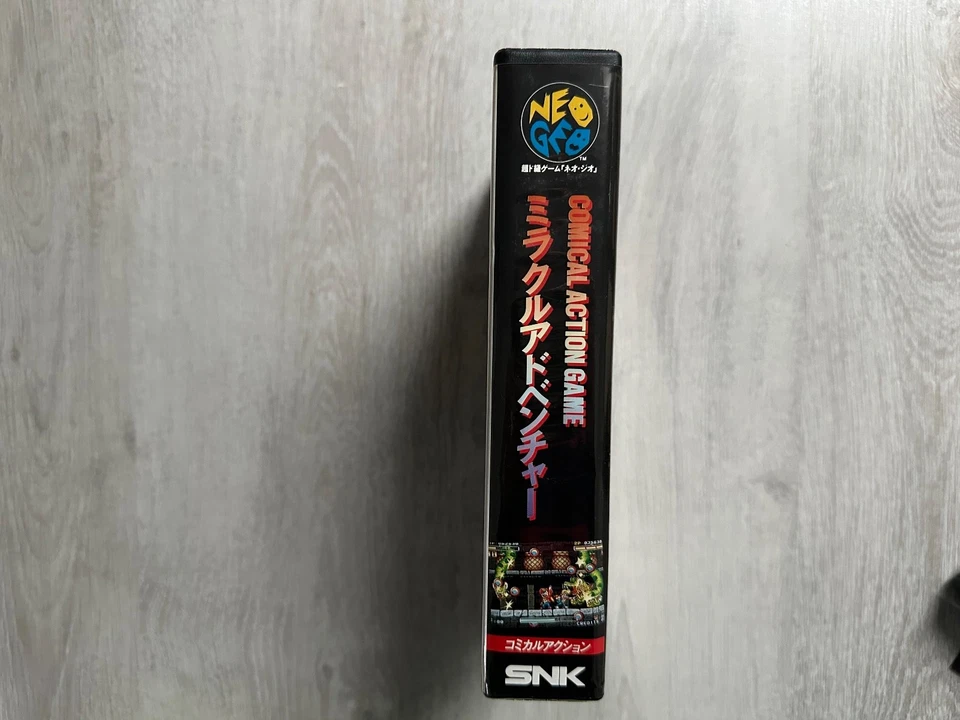 NEO
GEO
TM
超ド級ゲーム「ネオ・ジオ」
COMICAL ACTION GAME
ミラクルアドベンチャー
CREDITS
コミカルアクション
SNK